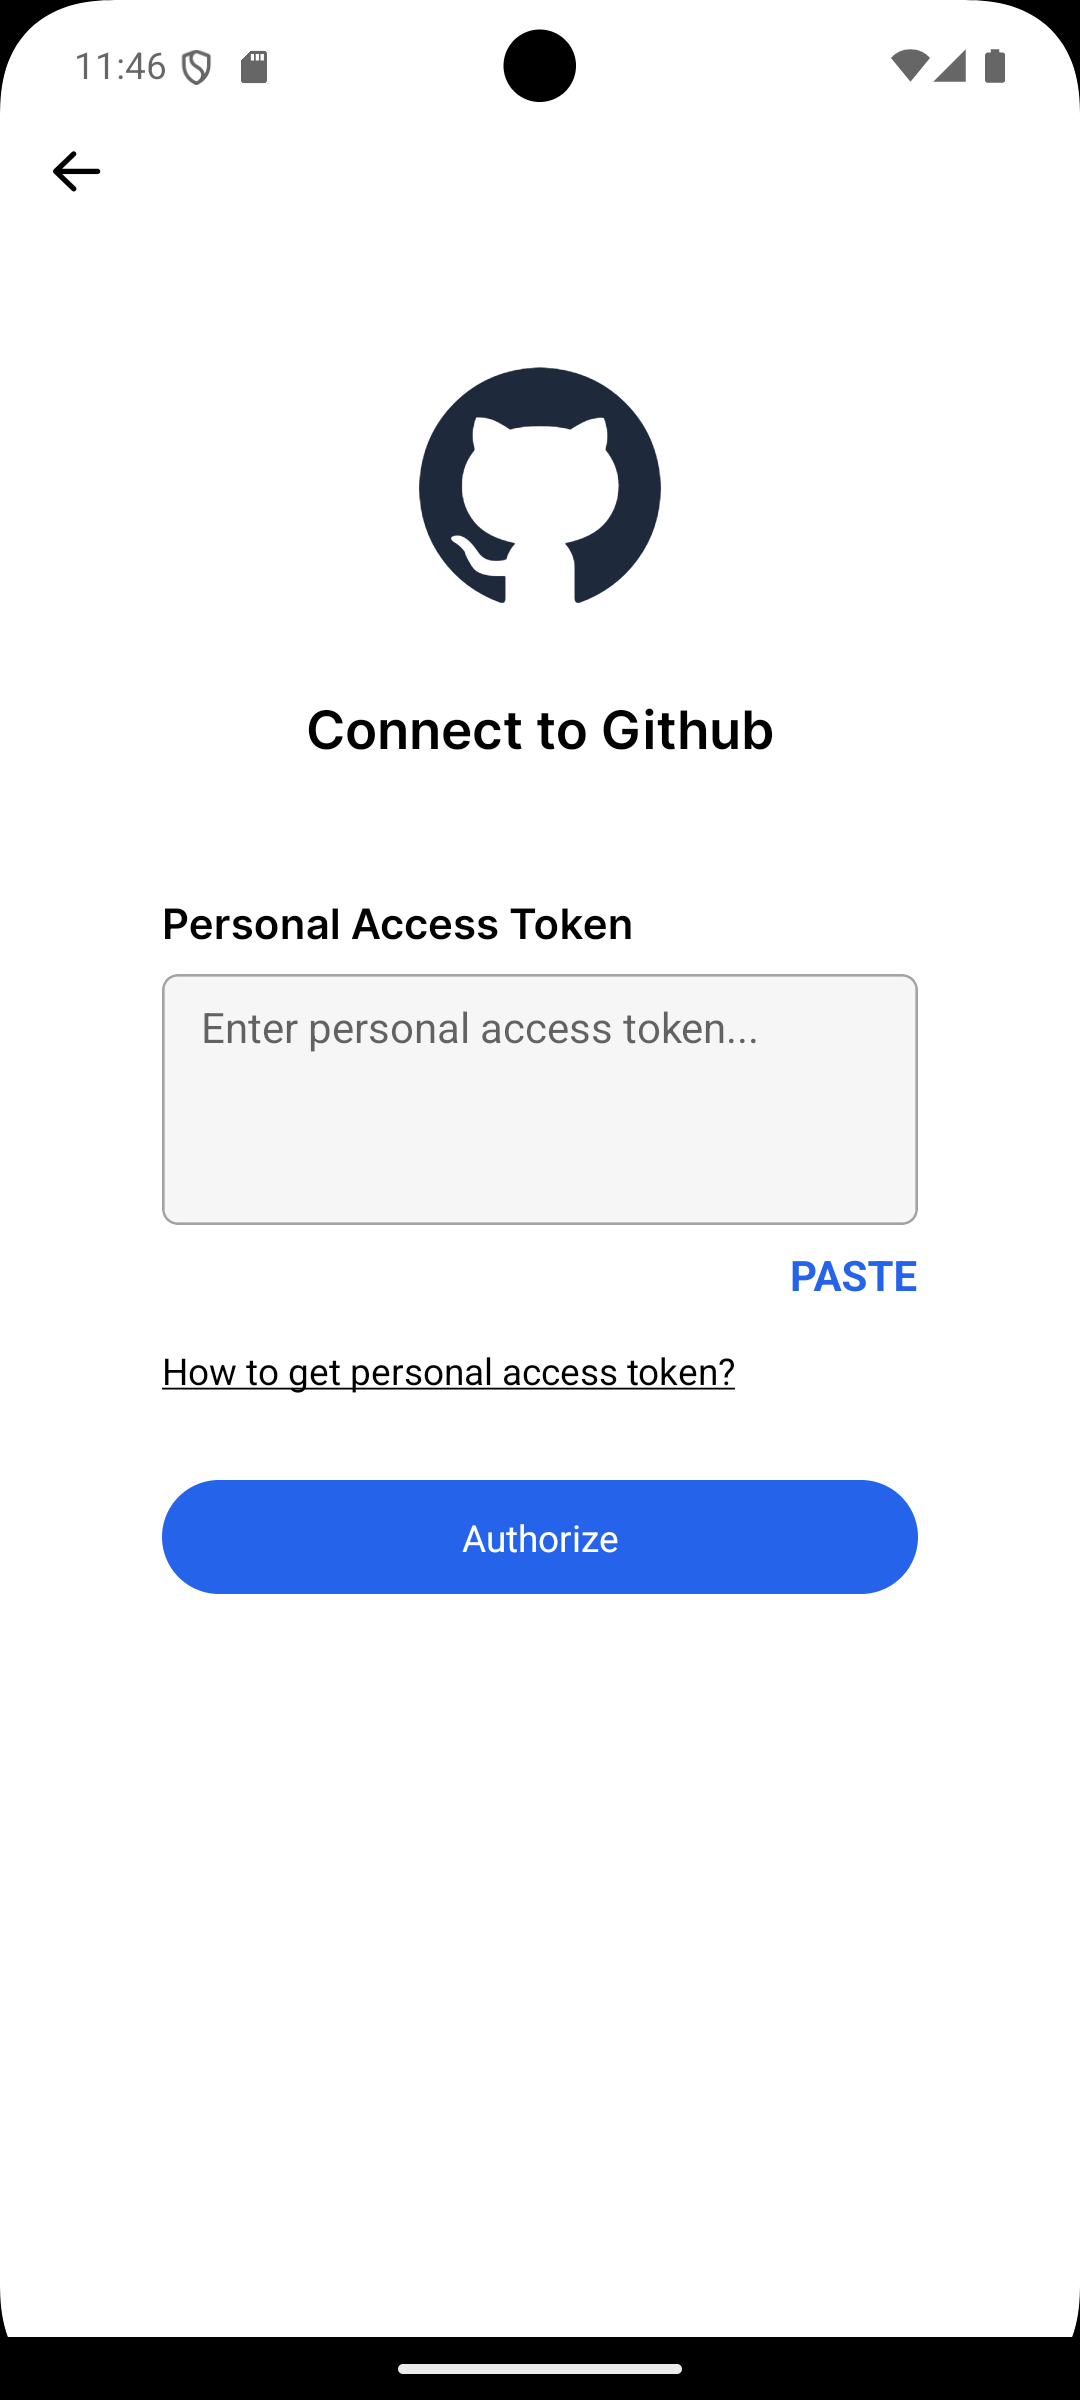 11:46
Connect to Github
Personal Access Token
Enter personal access token...
PASTE
How to get personal access token?
Authorize